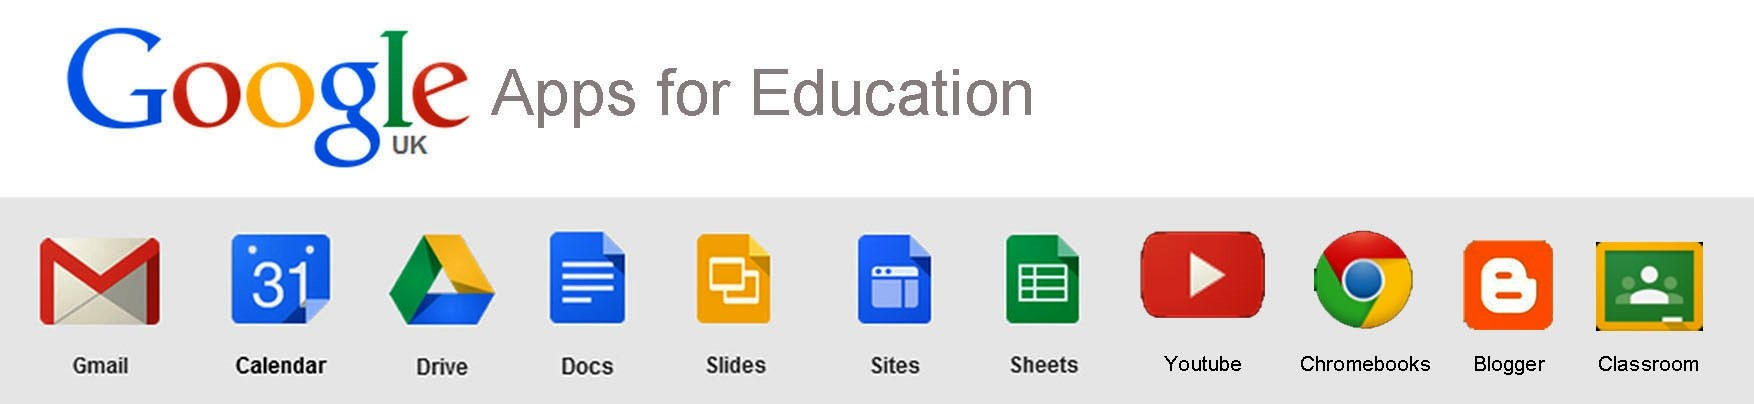 Google Apps for Education
UK
31
Gmail Calendar Drive Docs Slides Sites Sheets Youtube Chromebooks Blogger Classroom